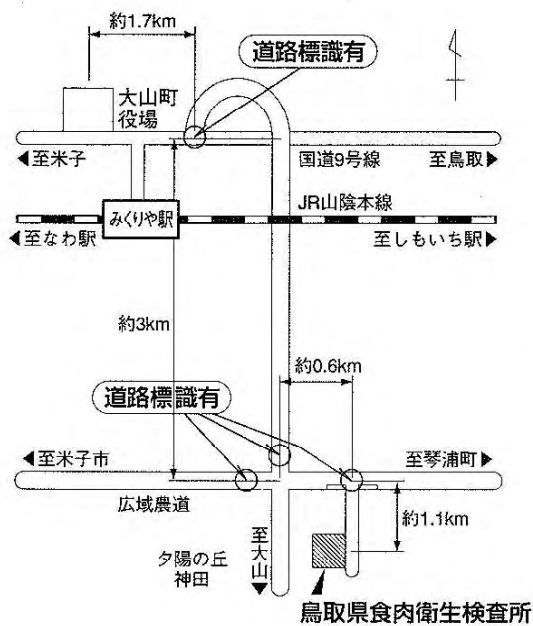 約1.7km
道路標識有
大山町
役場
◀至米子
国道9号線
至鳥取▶
JR山陰本線
みくりや駅
◀至なわ駅
至しもいち駅▶
約3km
約0.6km
道路標識有
◀至米子市
至琴浦町▶
広域農道
約1.1km
夕陽の丘
神田
至大山▼
鳥取県食肉衛生検査所